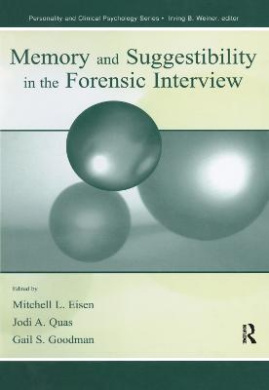 Personality and Clinical Psychology Series • Irving B. Weiner, editor
Memory and Suggestibility
in the Forensic Interview
Edited by
Mitchell L. Eisen
Jodi A. Quas
Gail S. Goodman
R